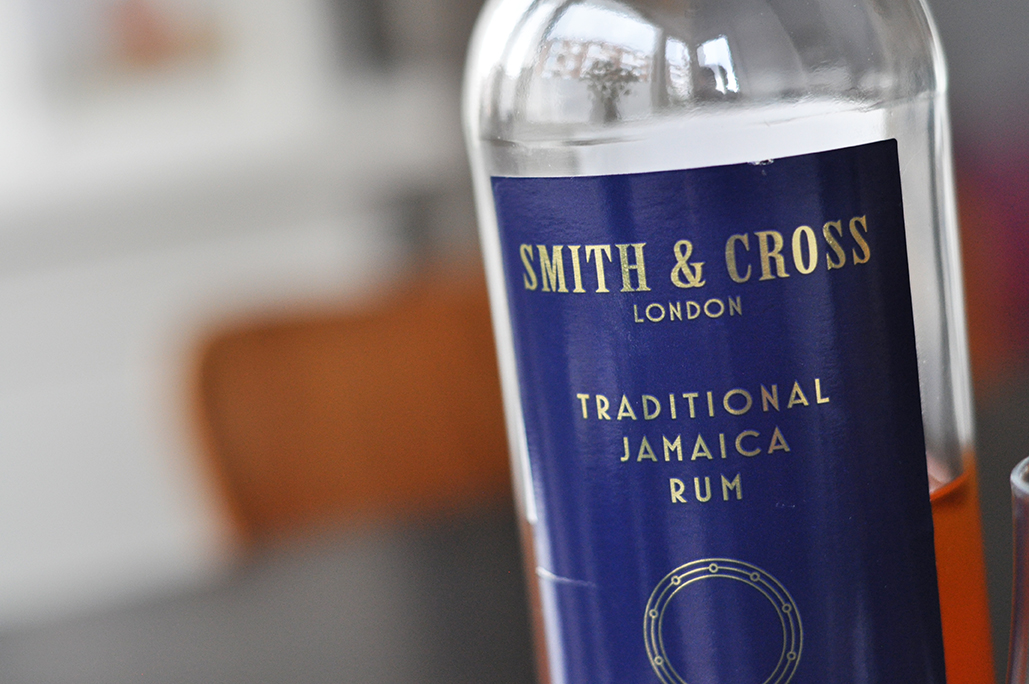 SMITH & CROSS
LONDON
TRADITIONAL
JAMAICA
RUM